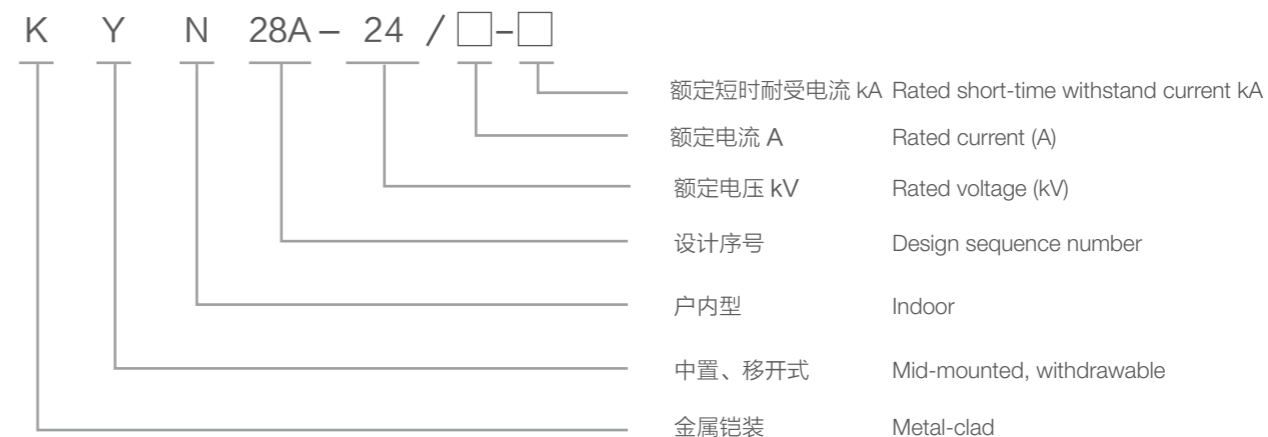 K Y N 28A – 24 / □–□
额定短时耐受电流 kA Rated short-time withstand current kA
额定电流 A Rated current (A)
额定电压 kV Rated voltage (kV)
设计序号 Design sequence number
户内型 Indoor
中置、移开式 Mid-mounted, withdrawable
金属铠装 Metal-clad